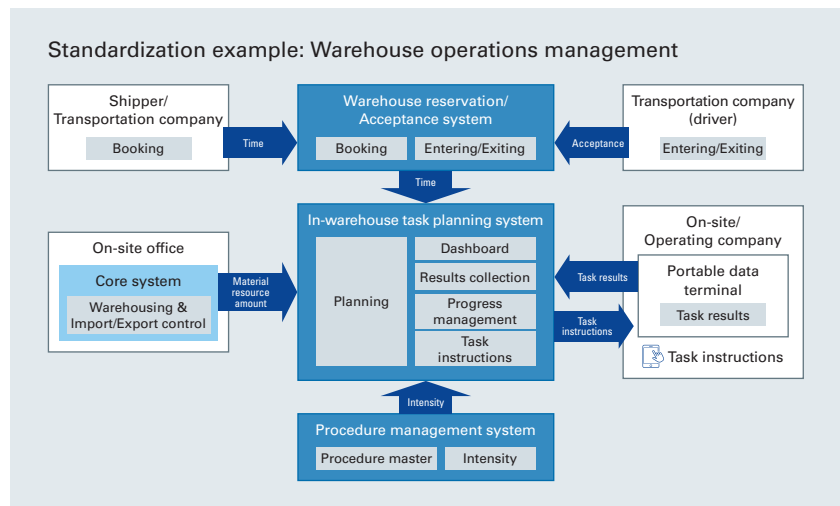 Standardization example: Warehouse operations management
Shipper/
Transportation company
Booking
Time
Warehouse reservation/
Acceptance system
Booking
Entering/Exiting
Acceptance
Transportation company
(driver)
Entering/Exiting
Time
On-site office
Core system
Warehousing &
Import/Export control
Material
resource
amount
In-warehouse task planning system
Planning
Dashboard
Results collection
Progress
management
Task
instructions
Task results
Task
instructions
On-site/
Operating company
Portable data
terminal
Task results
Task instructions
Intensity
Procedure management system
Procedure master
Intensity